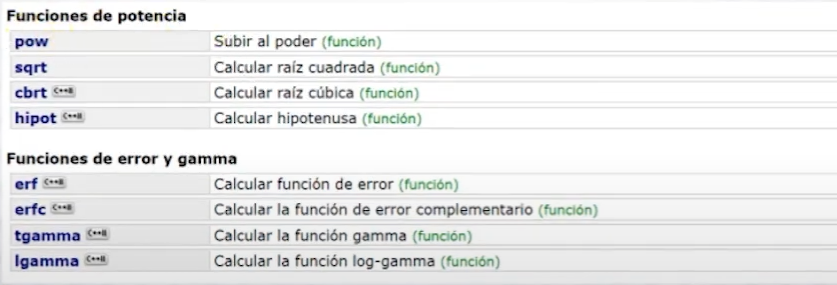 Funciones de potencia
pow Subir al poder (función)
sqrt Calcular raíz cuadrada (función)
cbrt C++11 Calcular raíz cúbica (función)
hipot C++11 Calcular hipotenusa (función)
Funciones de error y gamma
erf C++11 Calcular función de error (función)
erfc C++11 Calcular la función de error complementario (función)
tgamma C++11 Calcular la función gamma (función)
lgamma C++11 Calcular la función log-gamma (función)